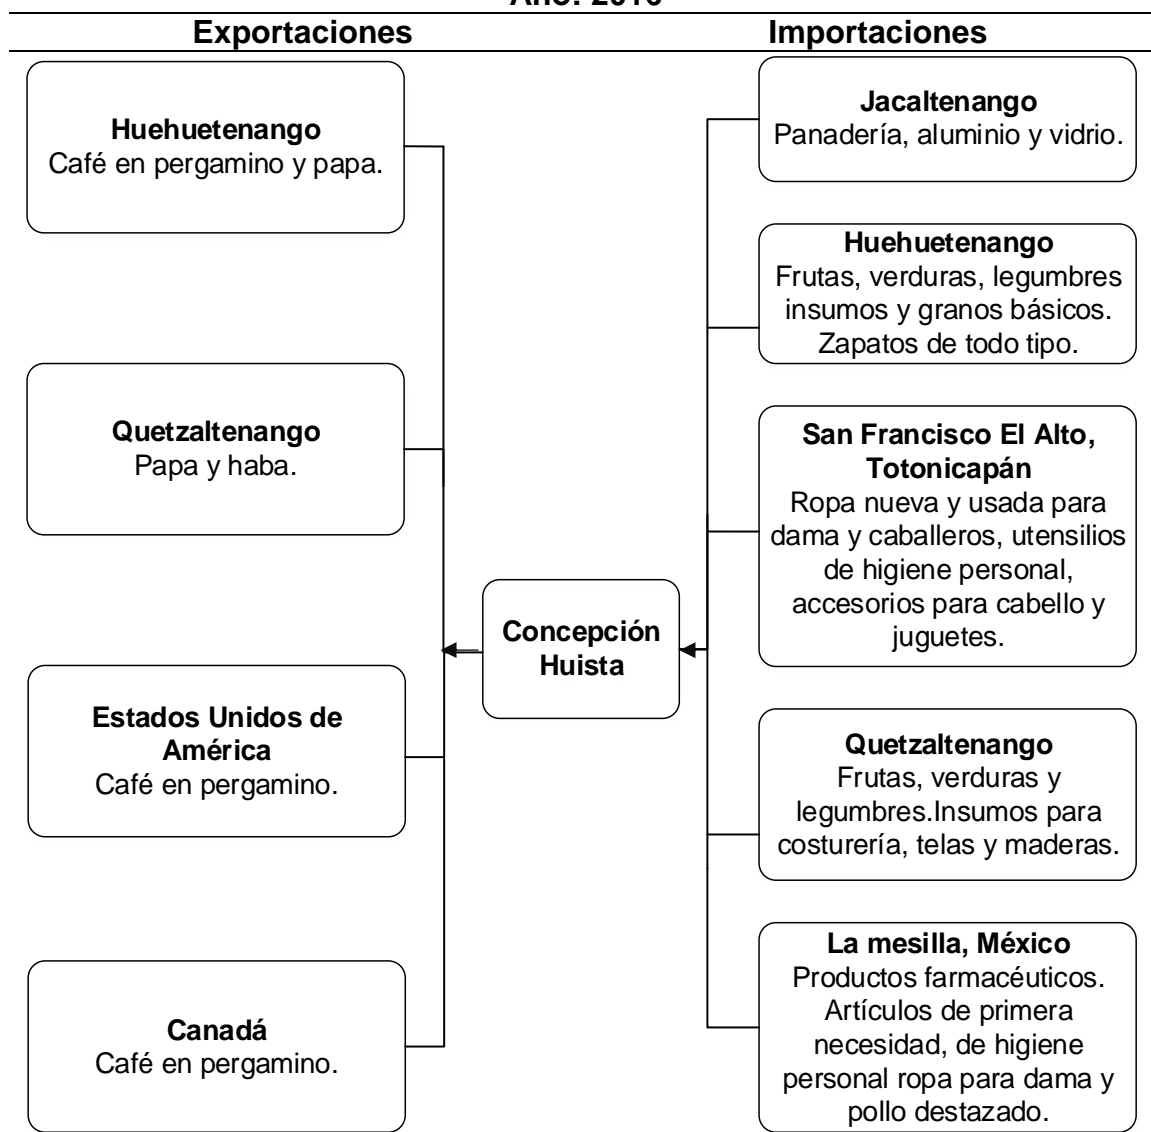 Exportaciones
Importaciones
Huehuetenango
Café en pergamino y papa.
Quetzaltenango
Papa y haba.
Estados Unidos de
América
Café en pergamino.
Canadá
Café en pergamino.
Concepción
Huista
Jacaltenango
Panadería, aluminio y vidrio.
Huehuetenango
Frutas, verduras, legumbres
insumos y granos básicos.
Zapatos de todo tipo.
San Francisco El Alto,
Totonicapán
Ropa nueva y usada para
dama y caballeros, utensilios
de higiene personal,
accesorios para cabello y
juguetes.
Quetzaltenango
Frutas, verduras y
legumbres.Insumos para
costurería, telas y maderas.
La mesilla, México
Productos farmacéuticos.
Artículos de primera
necesidad, de higiene
personal ropa para dama y
pollo destazado.